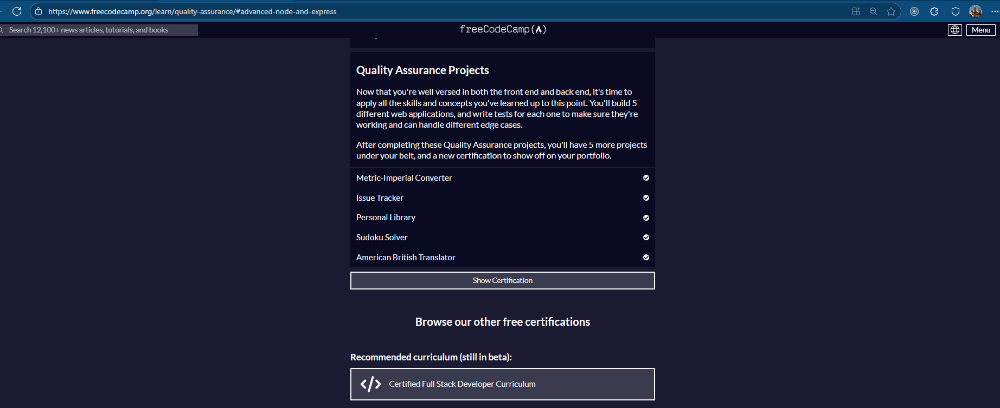 https://www.freecodecamp.org/learn/quality-assurance/#advanced-node-and-express
Search 12,100+ news articles, tutorials, and books
freeCodeCamp
Menu
Quality Assurance Projects
Now that you're well versed in both the front end and back end, it's time to
apply all the skills and concepts you've learned up to this point. You'll build 5
different web applications, and write tests for each one to make sure they're
working and can handle different edge cases.
After completing these Quality Assurance projects, you'll have 5 more projects
under your belt, and a new certification to show off on your portfolio.
Metric-Imperial Converter
Issue Tracker
Personal Library
Sudoku Solver
American British Translator
Show Certification
Browse our other free certifications
Recommended curriculum (still in beta):
Certified Full Stack Developer Curriculum